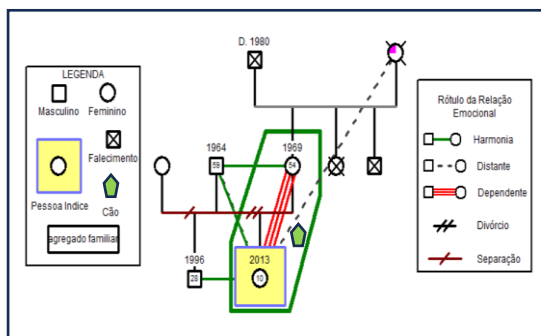 D. 1980
LEGENDA
Masculino
Feminino
Falecimento
Pessoa Indice
Cão
agregado familiar
1964
1969
59
54
1996
28
2013
10
Rótulo da Relação
Emocional
Harmonia
Distante
Dependente
Divórcio
Separação